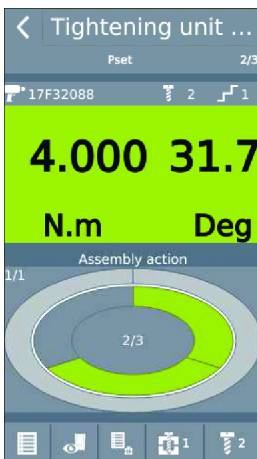 Tightening unit ...
Pset 2/3
17F32088 2 1
4.000 31.7
N.m Deg
Assembly action
1/1
2/3
1 2